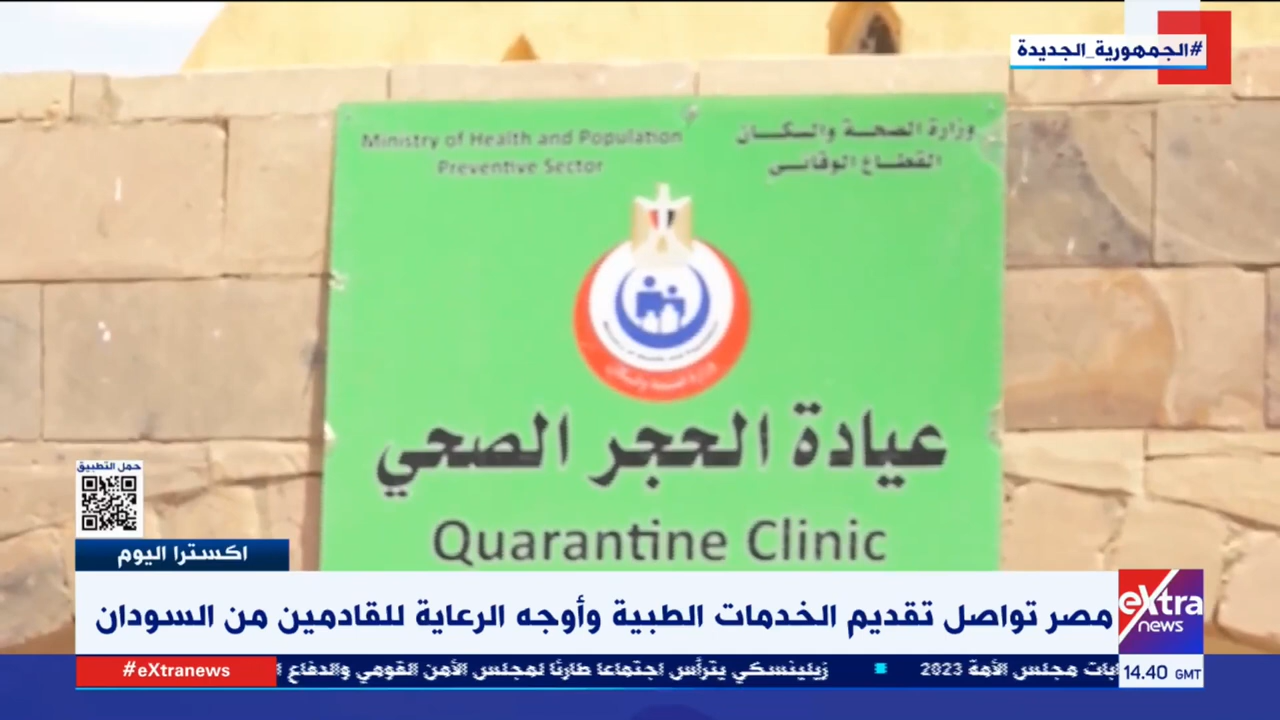 #الجمهورية_الجديدة
Ministry of Health and Population
Preventive Sector
وزارة الصحة والسكان
القطاع الوقائى
عيادة الحجر الصحي
Quarantine Clinic
حمل التطبيق
اكسترا اليوم
مصر تواصل تقديم الخدمات الطبية وأوجه الرعاية للقادمين من السودان
eXtra
news
#eXtranews
بات مجلس الأمة 2023 زيلينسكي يترأس اجتماعا طارئا لمجلس الأمن القومي والدفاع ا
14.40 GMT